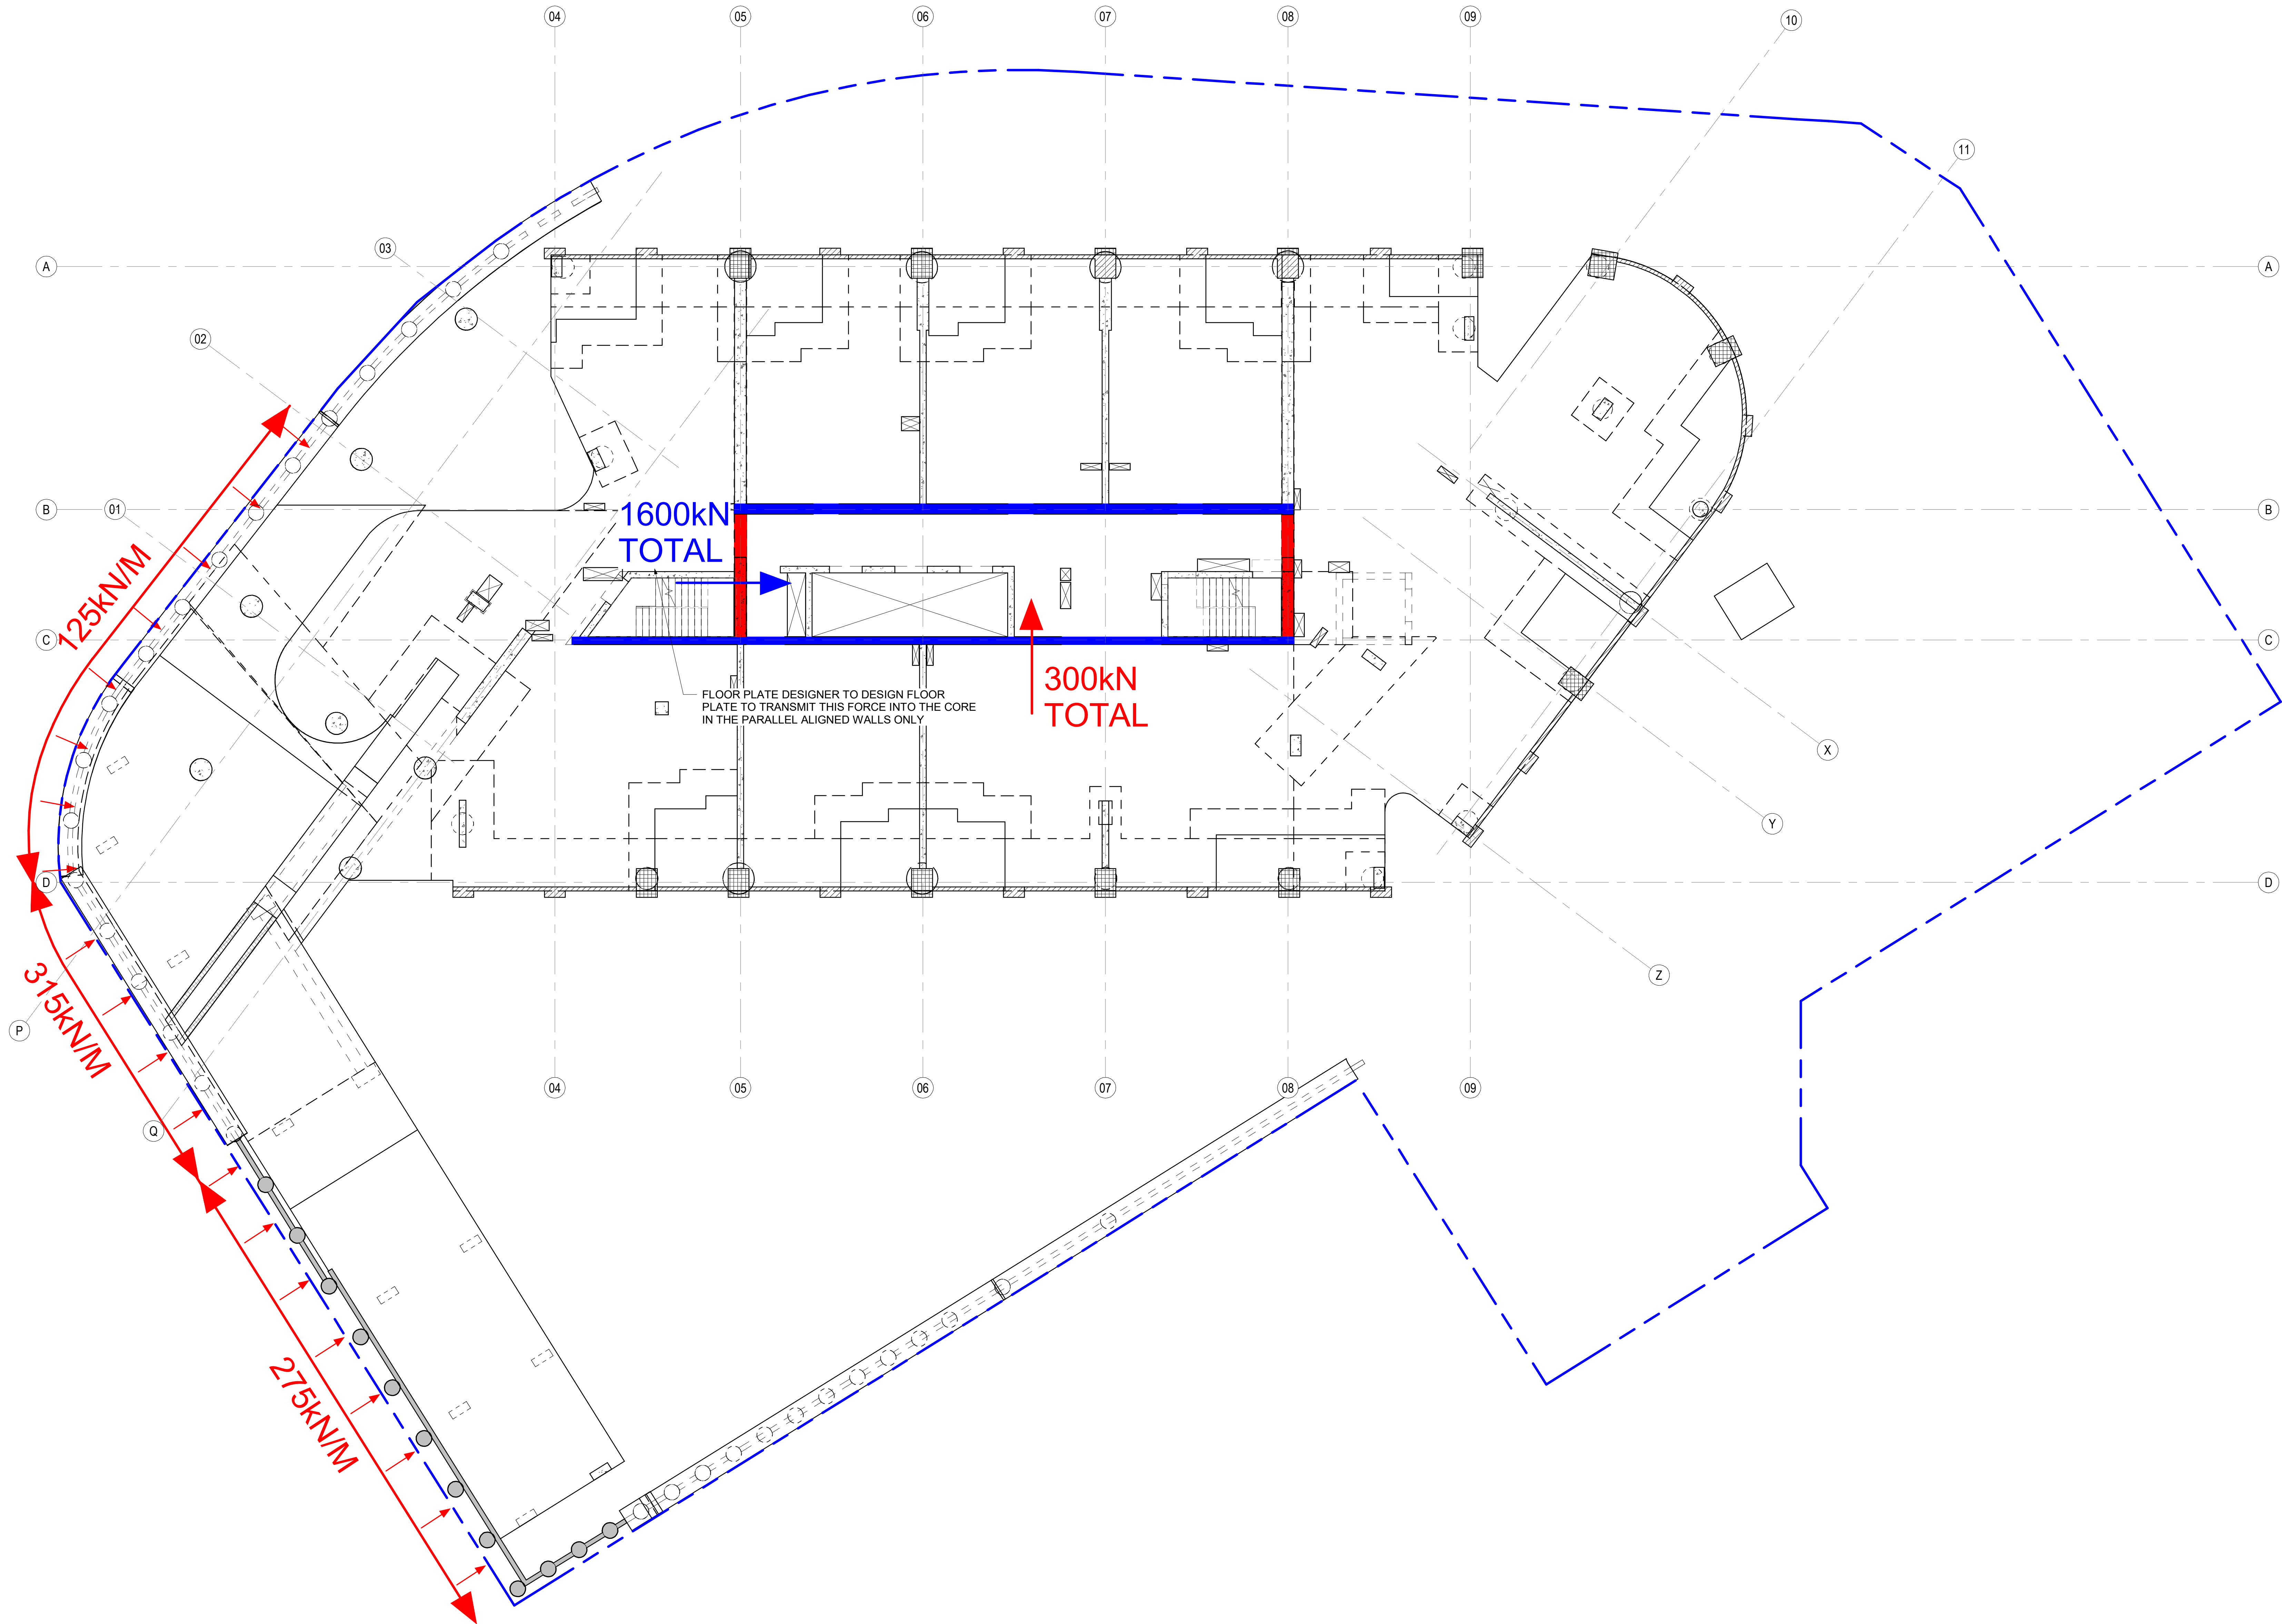 04
05
06
07
08
09
10
11
03
A
A
02
B
01
B
1600kN
TOTAL
125kN/M
C
C
300kN
TOTAL
FLOOR PLATE DESIGNER TO DESIGN FLOOR
PLATE TO TRANSMIT THIS FORCE INTO THE CORE
IN THE PARALLEL ALIGNED WALLS ONLY
X
Y
D
D
Z
315kN/M
P
04
05
06
07
08
09
Q
275kN/M